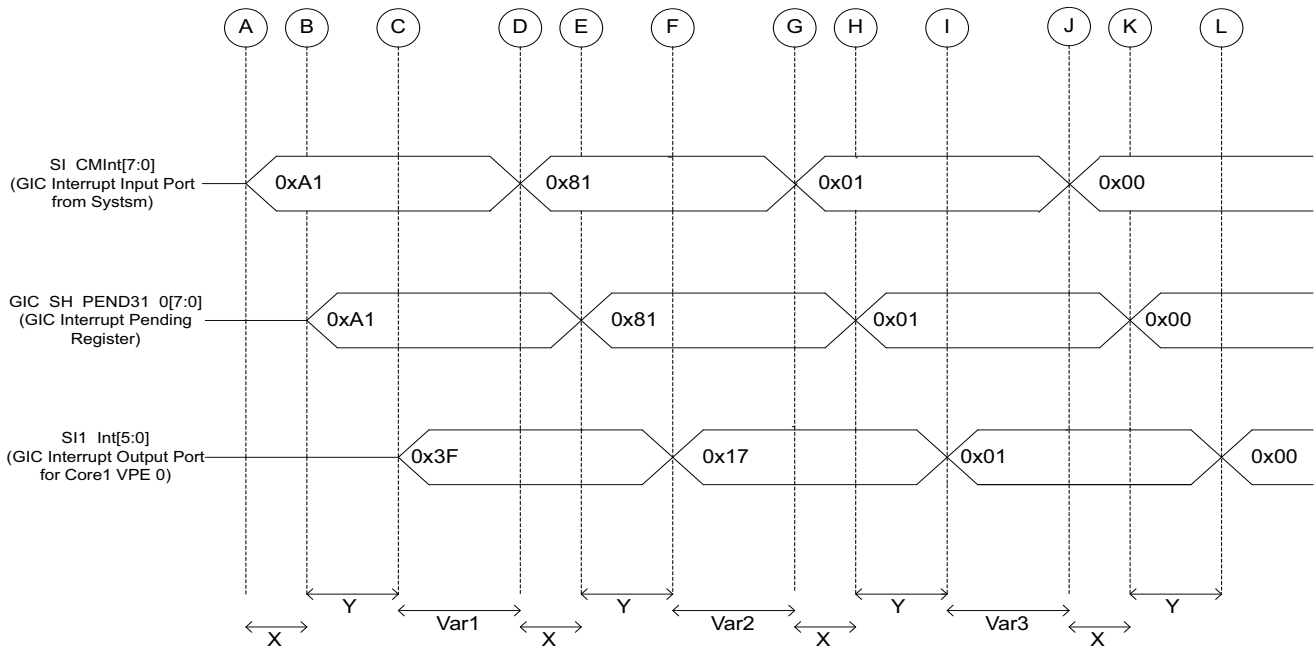 A B C D E F G H I J K L
SI CMInt[7:0]
(GIC Interrupt Input Port
from Systsm)
0xA1 0x81 0x01 0x00
GIC SH PEND31 0[7:0]
(GIC Interrupt Pending
Register)
0xA1 0x81 0x01 0x00
SI1 Int[5:0]
(GIC Interrupt Output Port
for Core1 VPE 0)
0x3F 0x17 0x01 0x00
Y Y Y Y
Var1 Var2 Var3
X X X X